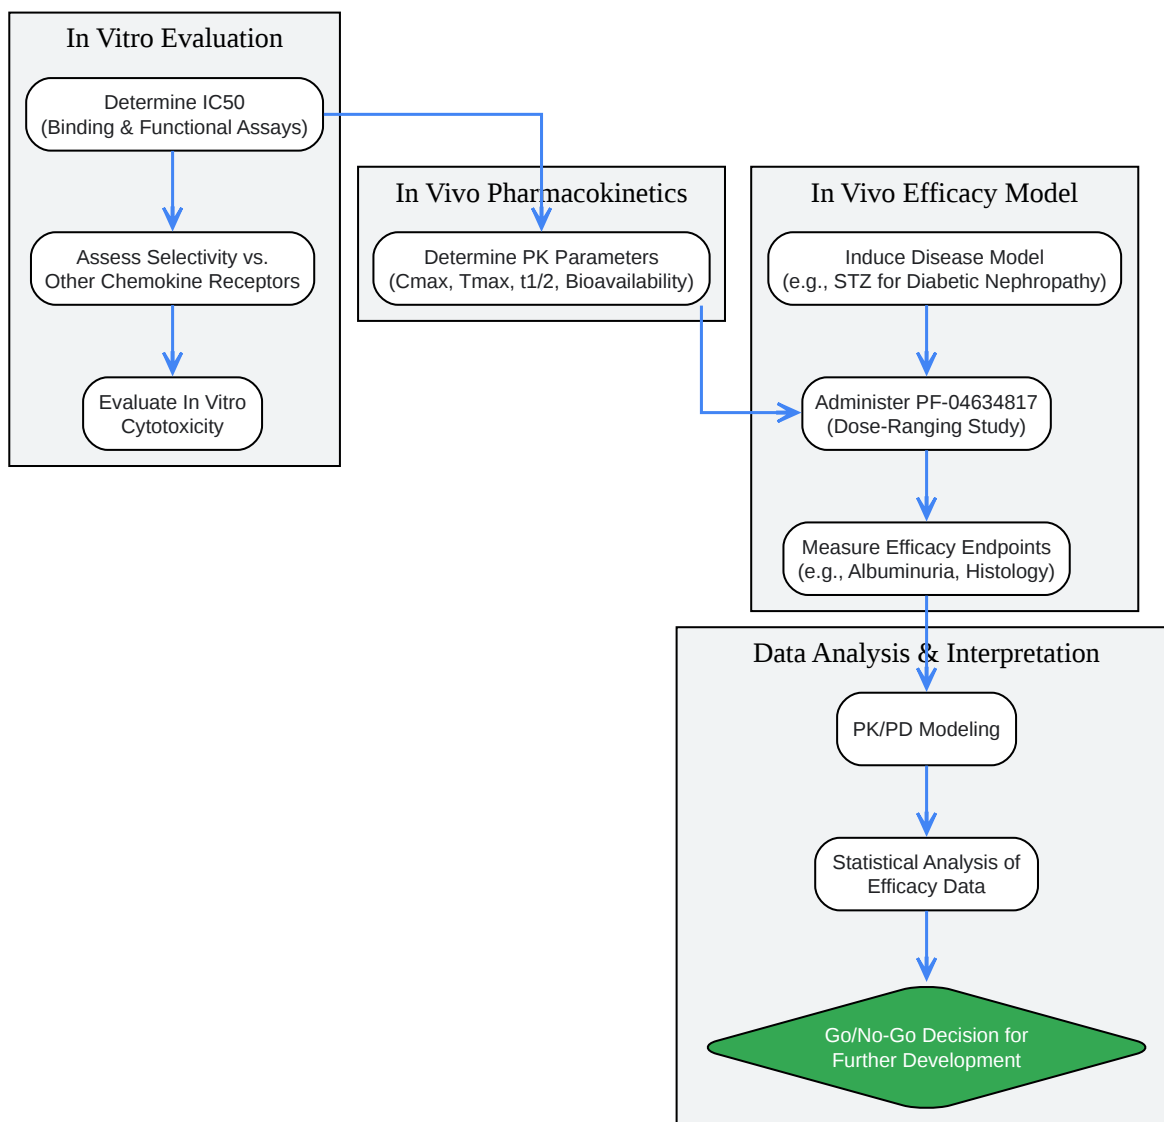 In Vitro Evaluation
Determine IC50
(Binding & Functional Assays)
Assess Selectivity vs.
Other Chemokine Receptors
Evaluate In Vitro
Cytotoxicity
In Vivo Pharmacokinetics
Determine PK Parameters
(Cmax, Tmax, t1/2, Bioavailability)
In Vivo Efficacy Model
Induce Disease Model
(e.g., STZ for Diabetic Nephropathy)
Administer PF-04634817
(Dose-Ranging Study)
Measure Efficacy Endpoints
(e.g., Albuminuria, Histology)
Data Analysis & Interpretation
PK/PD Modeling
Statistical Analysis of
Efficacy Data
Go/No-Go Decision for
Further Development